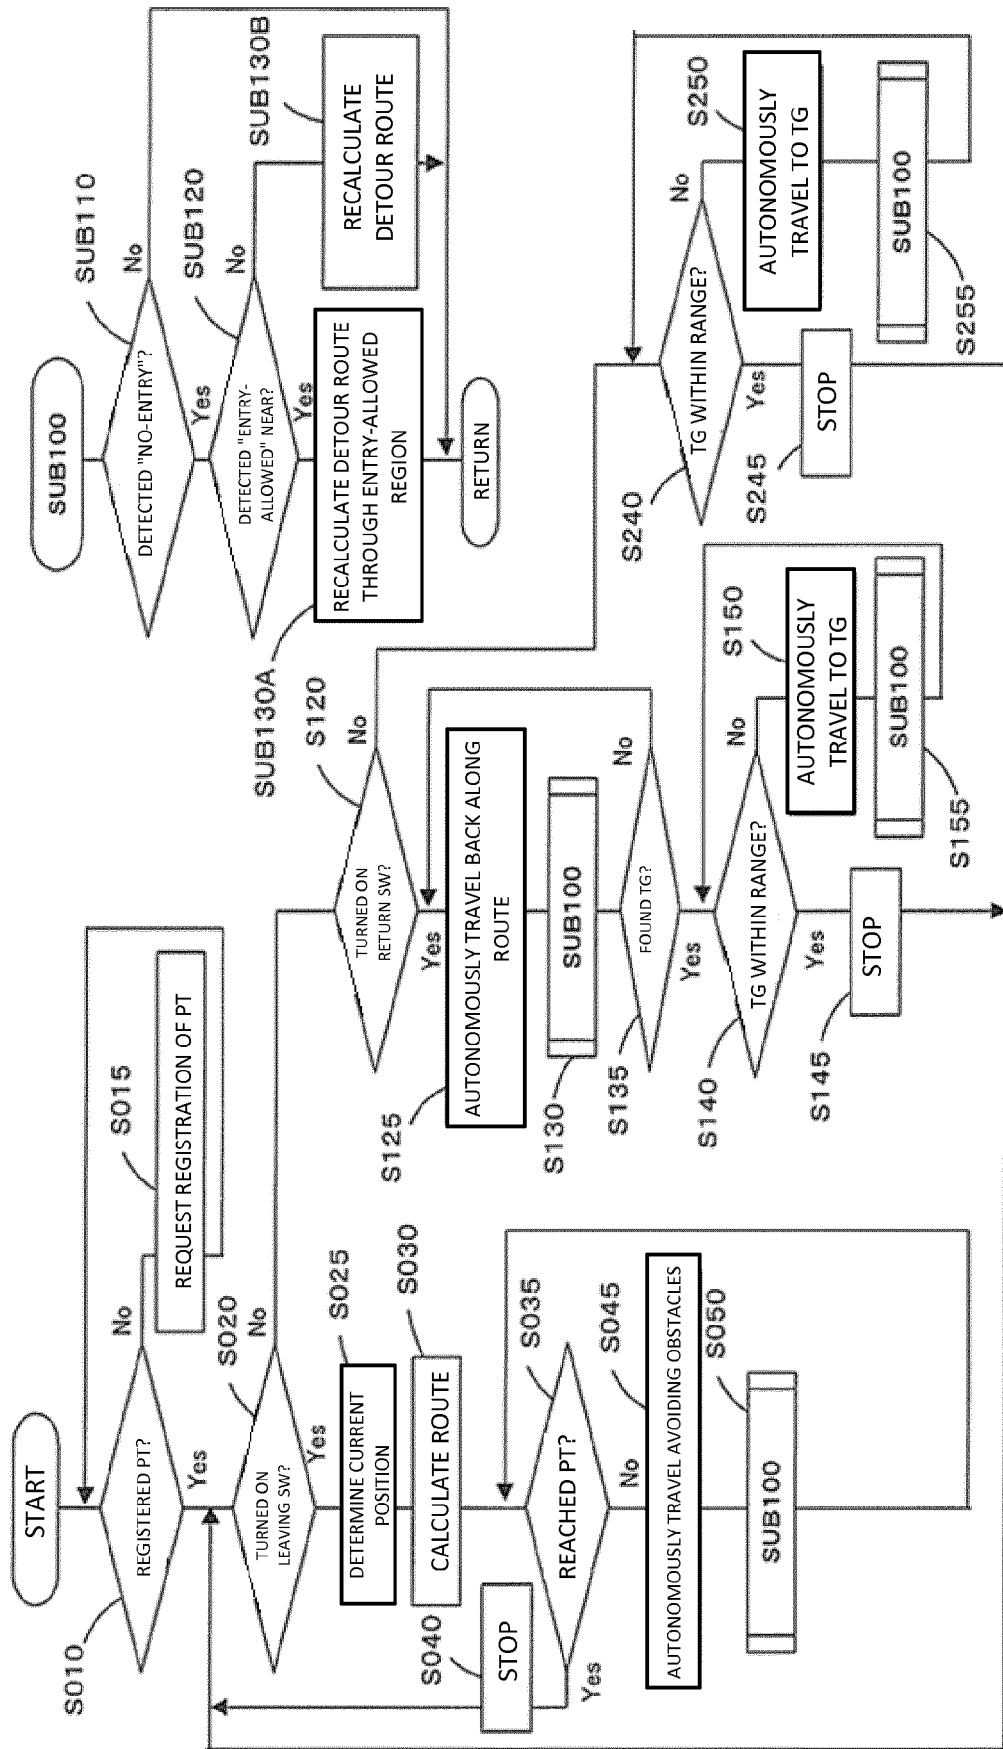 START
S010
REGISTERED PT?
No
Yes
S015
REQUEST REGISTRATION OF PT
S020
TURNED ON
LEAVING SW?
No
Yes
S025
DETERMINE CURRENT
POSITION
S030
CALCULATE ROUTE
S035
REACHED PT?
Yes
No
S040
STOP
S045
AUTONOMOUSLY TRAVEL AVOIDING OBSTACLES
S050
SUB100
S120
TURNED ON
RETURN SW?
No
Yes
S125
AUTONOMOUSLY TRAVEL BACK ALONG
ROUTE
S130
SUB100
S135
FOUND TG?
No
Yes
S140
TG WITHIN RANGE?
No
Yes
S145
STOP
S150
AUTONOMOUSLY
TRAVEL TO TG
S155
SUB100
S240
TG WITHIN RANGE?
No
Yes
S245
STOP
S250
AUTONOMOUSLY
TRAVEL TO TG
S255
SUB100
SUB100
SUB110
DETECTED "NO-ENTRY"?
No
Yes
SUB120
DETECTED "ENTRY-
ALLOWED" NEAR?
No
Yes
SUB130A
RECALCULATE DETOUR ROUTE
THROUGH ENTRY-ALLOWED
REGION
SUB130B
RECALCULATE
DETOUR ROUTE
RETURN